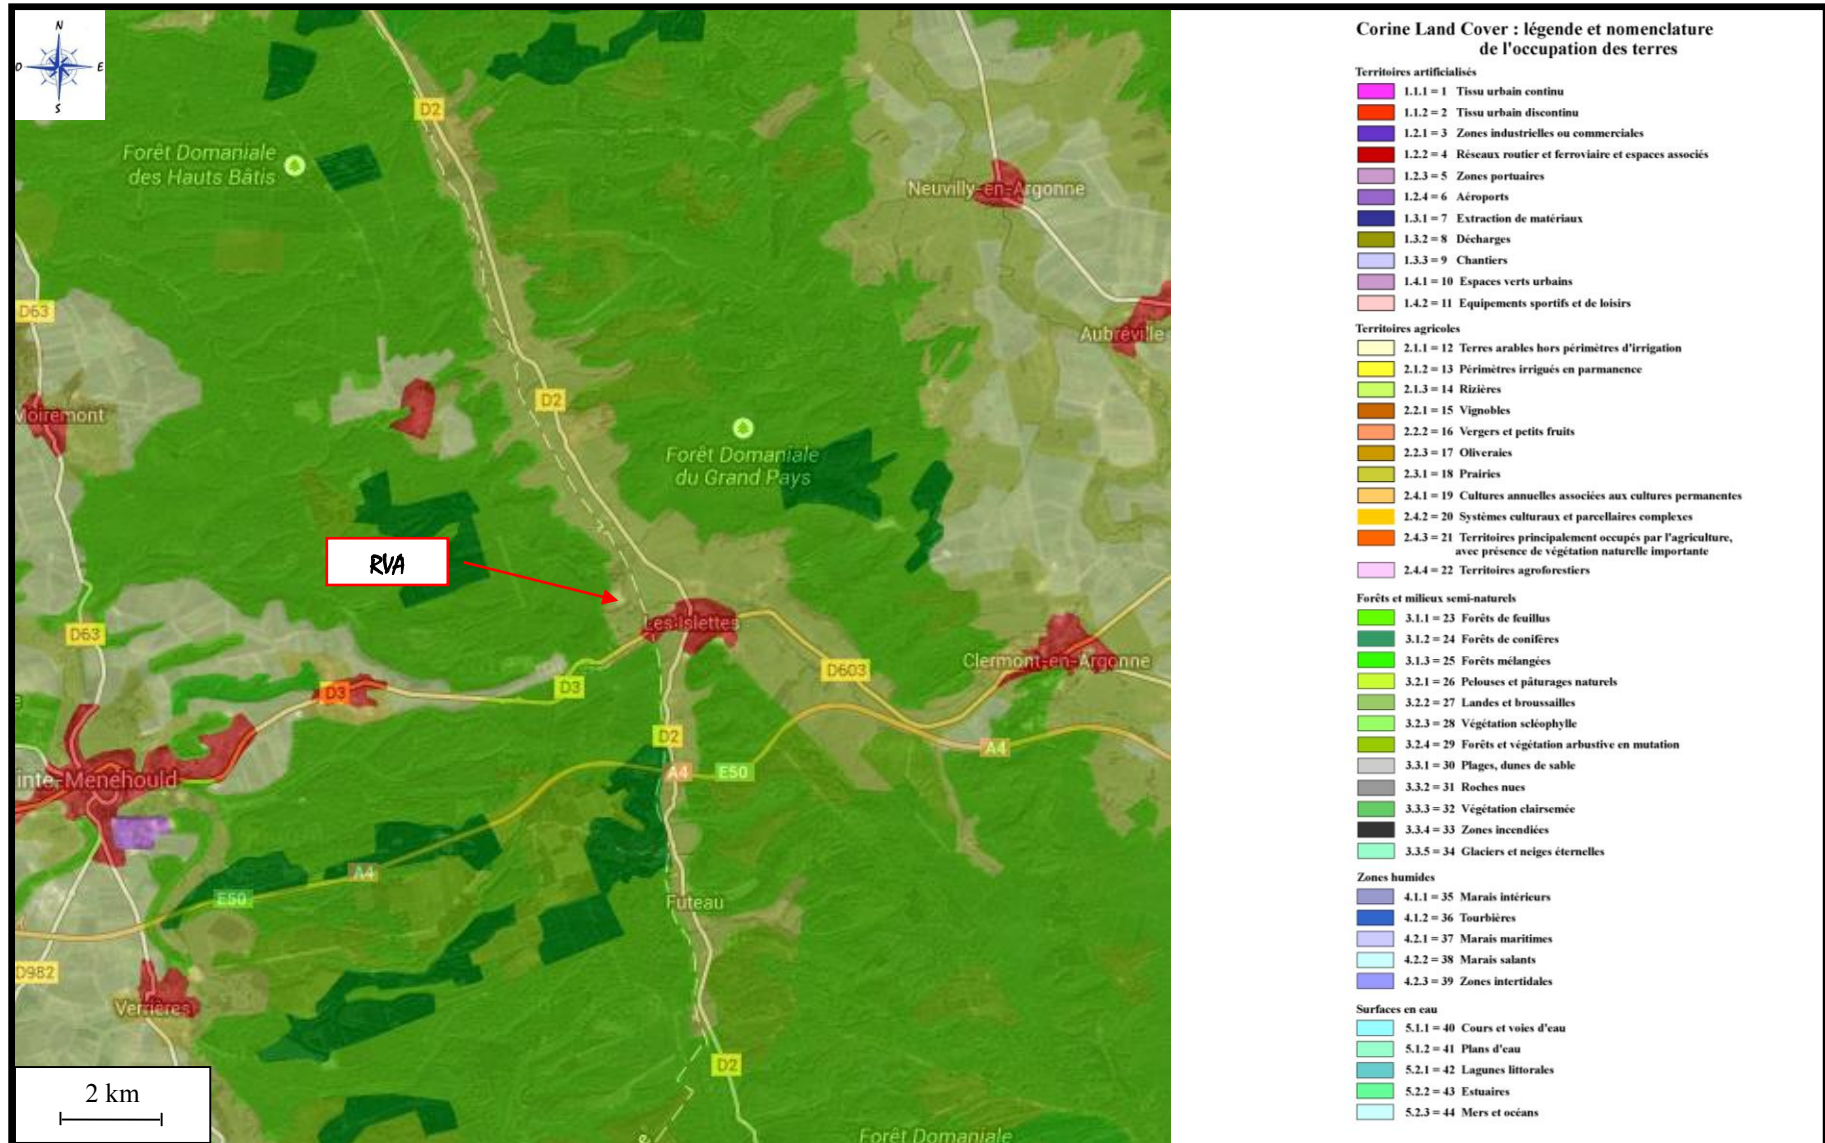 N
O
E
S
D2
Forêt Domaniale
des Hauts Bâtis
Neuvilly-en-Argonne
D63
Aubréville
D2
Moiremont
Forêt Domaniale
du Grand Pays
RVA
Les-Islettes
D63
Clermont-en-Argonne
D603
D3
D3
D2
A4
inte-Menehould
A4
E50
A4
E50
Futeau
D982
Verrières
D2
2 km
Forêt Domaniale
Corine Land Cover : légende et nomenclature
de l'occupation des terres
Territoires artificialisés
1.1.1 = 1 Tissu urbain continu
1.1.2 = 2 Tissu urbain discontinu
1.2.1 = 3 Zones industrielles ou commerciales
1.2.2 = 4 Réseaux routier et ferroviaire et espaces associés
1.2.3 = 5 Zones portuaires
1.2.4 = 6 Aéroports
1.3.1 = 7 Extraction de matériaux
1.3.2 = 8 Décharges
1.3.3 = 9 Chantiers
1.4.1 = 10 Espaces verts urbains
1.4.2 = 11 Equipements sportifs et de loisirs
Territoires agricoles
2.1.1 = 12 Terres arables hors périmètres d'irrigation
2.1.2 = 13 Périmètres irrigués en parmanence
2.1.3 = 14 Rizières
2.2.1 = 15 Vignobles
2.2.2 = 16 Vergers et petits fruits
2.2.3 = 17 Oliveraies
2.3.1 = 18 Prairies
2.4.1 = 19 Cultures annuelles associées aux cultures permanentes
2.4.2 = 20 Systèmes culturaux et parcellaires complexes
2.4.3 = 21 Territoires principalement occupés par l'agriculture,
avec présence de végétation naturelle importante
2.4.4 = 22 Territoires agroforestiers
Forêts et milieux semi-naturels
3.1.1 = 23 Forêts de feuillus
3.1.2 = 24 Forêts de conifères
3.1.3 = 25 Forêts mélangées
3.2.1 = 26 Pelouses et pâturages naturels
3.2.2 = 27 Landes et broussailles
3.2.3 = 28 Végétation scléophylle
3.2.4 = 29 Forêts et végétation arbustive en mutation
3.3.1 = 30 Plages, dunes de sable
3.3.2 = 31 Roches nues
3.3.3 = 32 Végétation clairsemée
3.3.4 = 33 Zones incendiées
3.3.5 = 34 Glaciers et neiges éternelles
Zones humides
4.1.1 = 35 Marais intérieurs
4.1.2 = 36 Tourbières
4.2.1 = 37 Marais maritimes
4.2.2 = 38 Marais salants
4.2.3 = 39 Zones intertidales
Surfaces en eau
5.1.1 = 40 Cours et voies d'eau
5.1.2 = 41 Plans d'eau
5.2.1 = 42 Lagunes littorales
5.2.2 = 43 Estuaires
5.2.3 = 44 Mers et océans